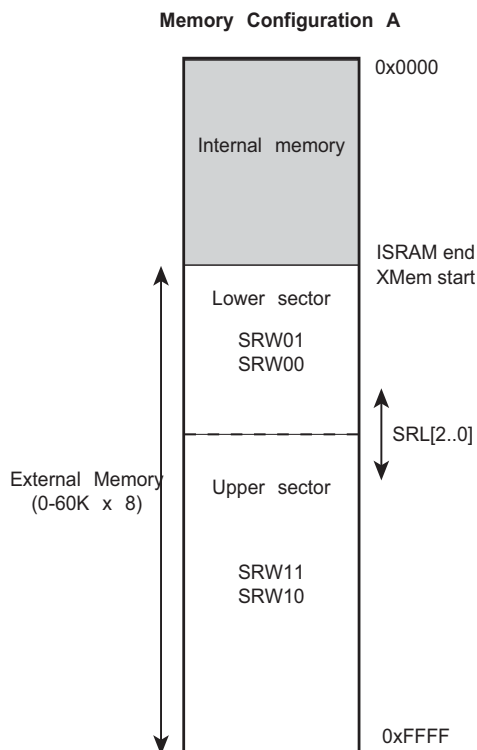 Memory Configuration A
0x0000
Internal memory
ISRAM end
XMem start
Lower sector
SRW01
SRW00
SRL[2..0]
External Memory
(0-60K x 8)
Upper sector
SRW11
SRW10
0xFFFF